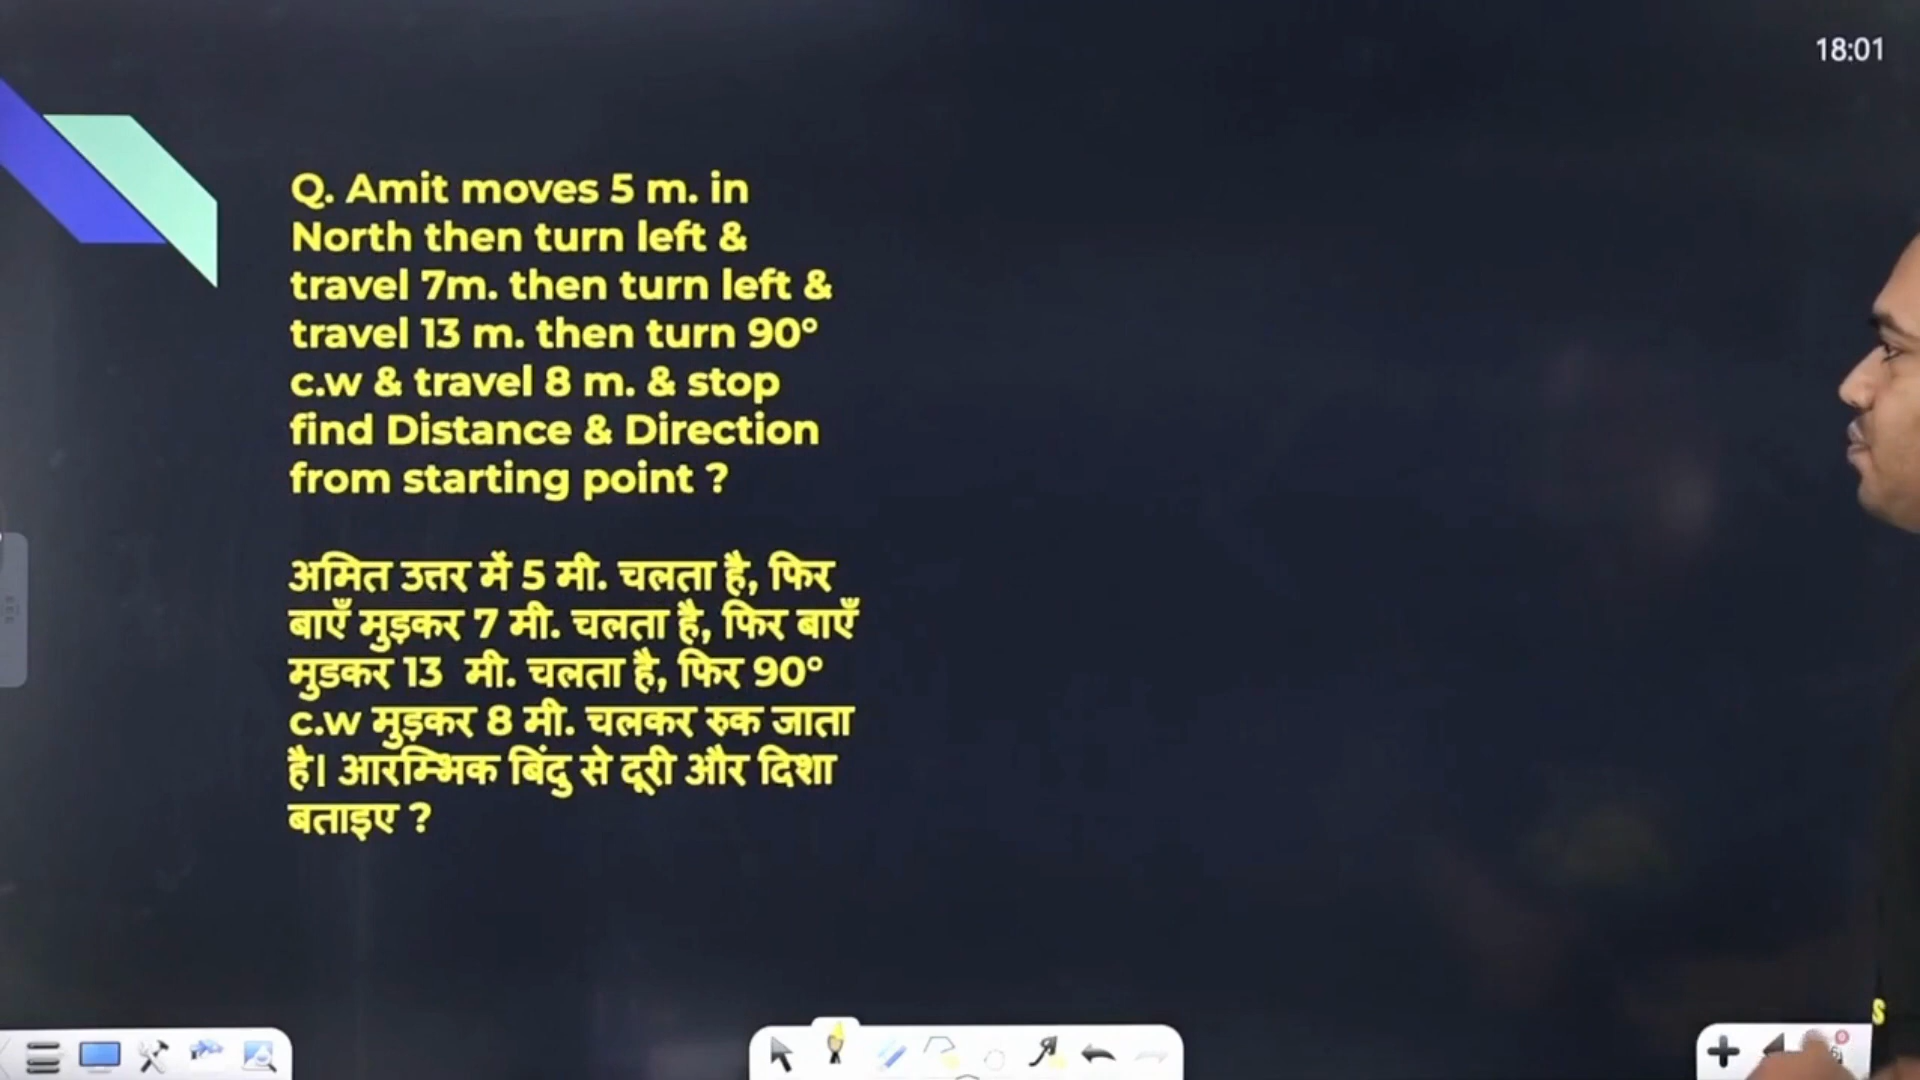 18:01
Q. Amit moves 5 m. in
North then turn left &
travel 7m. then turn left &
travel 13 m. then turn 90°
c.w & travel 8 m. & stop
find Distance & Direction
from starting point ?
अमित उत्तर में 5 मी. चलता है, फिर
बाएँ मुड़कर 7 मी. चलता है, फिर बाएँ
मुडकर 13 मी. चलता है, फिर 90°
c.w मुड़कर 8 मी. चलकर रुक जाता
है। आरम्भिक बिंदु से दूरी और दिशा
बताइए ?